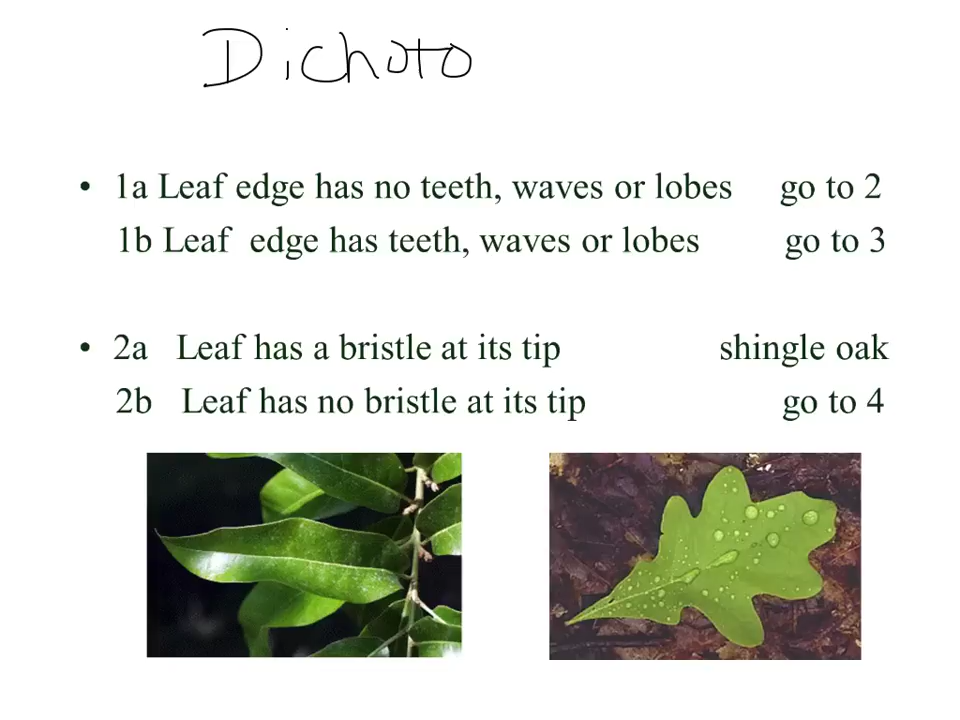 Dichoto
• 1a Leaf edge has no teeth, waves or lobes go to 2
1b Leaf edge has teeth, waves or lobes go to 3
• 2a Leaf has a bristle at its tip shingle oak
2b Leaf has no bristle at its tip go to 4